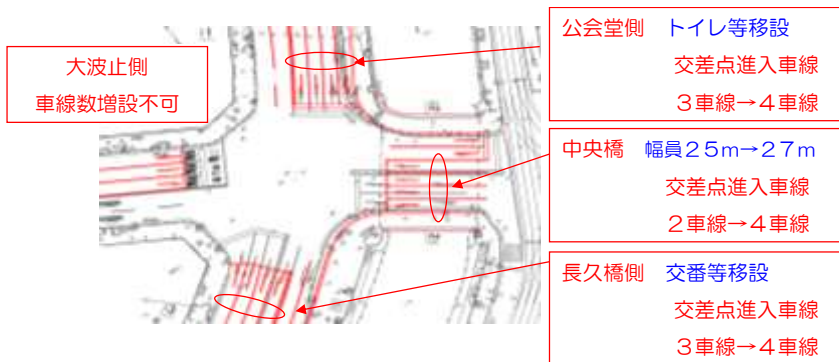 大波止側
車線数増設不可
公会堂側 トイレ等移設
交差点進入車線
3車線→4車線
中央橋 幅員25m→27m
交差点進入車線
2車線→4車線
長久橋側 交番等移設
交差点進入車線
3車線→4車線